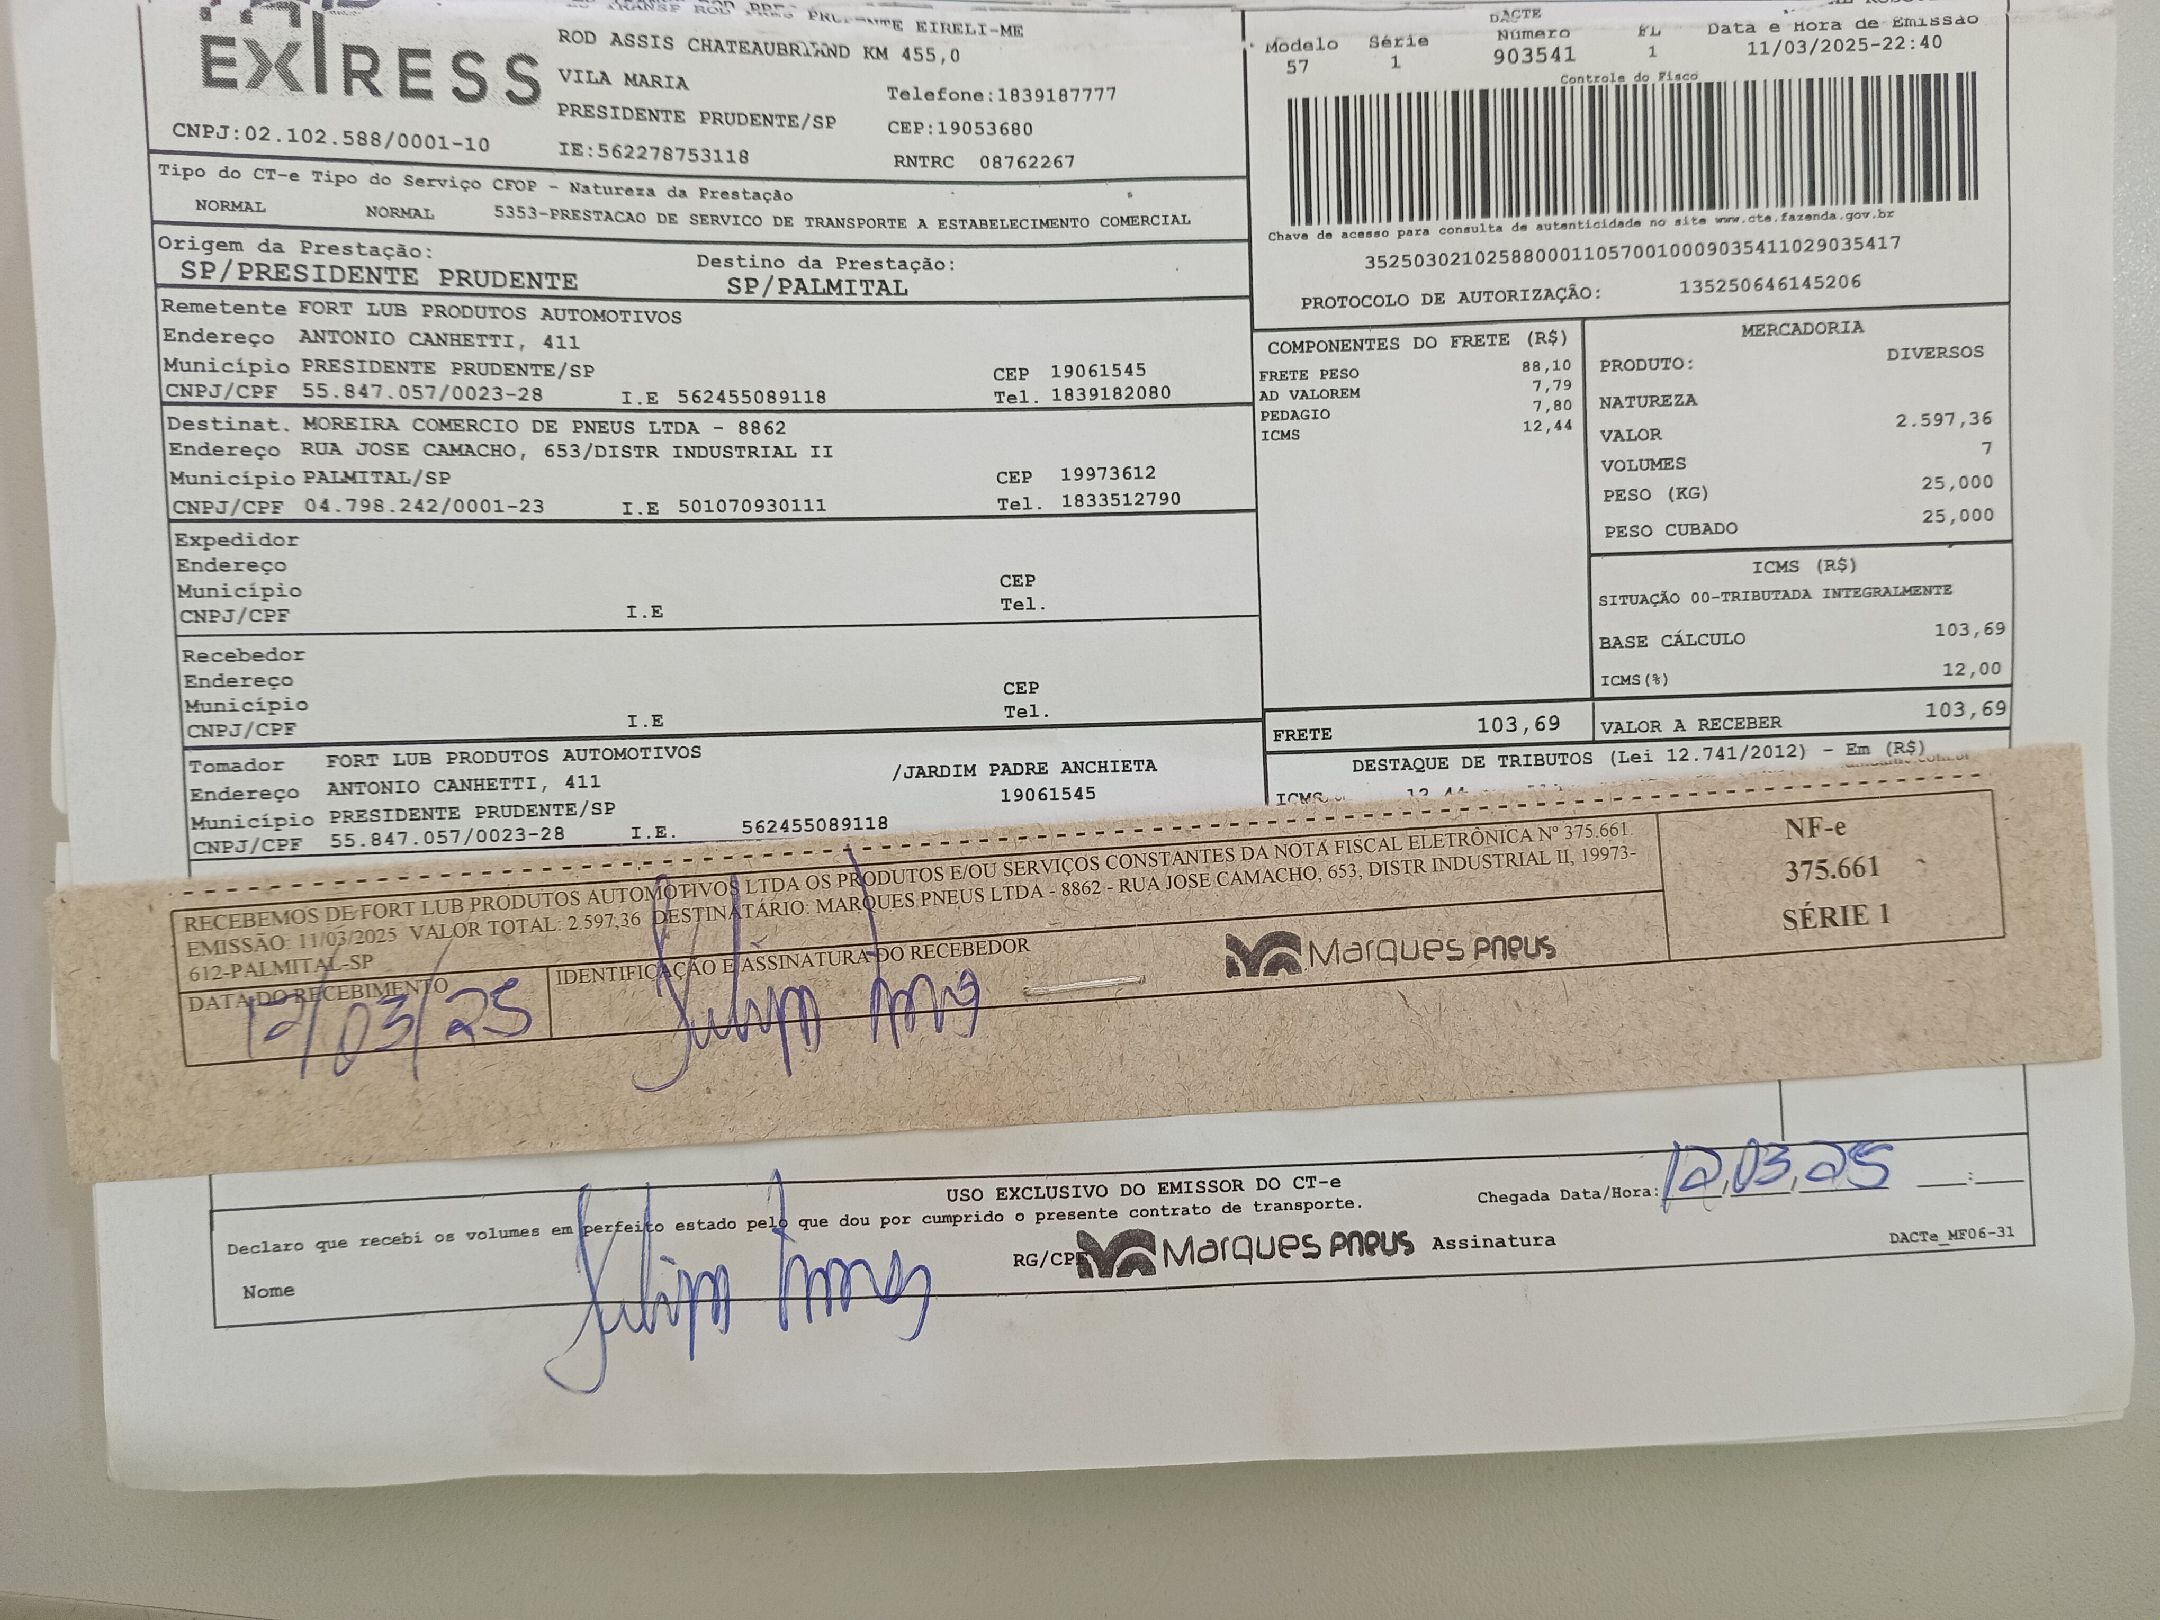 EXPRESS
EIRELI-ME
ROD ASSIS CHATEAUBRIAND KM 455,0
VILA MARIA
Telefone:1839187777
PRESIDENTE PRUDENTE/SP
CEP:19053680
CNPJ:02.102.588/0001-10
IE:562278753118
RNTRC 08762267
DACTE
Modelo Série Número FL Data e Hora de Emissão
57 1 903541 1 11/03/2025-22:40
Controle do Fisco
Chave de acesso para consulta de autenticidade no site www.cte.fazenda.gov.br
35250302102588000110570010009035411029035417
PROTOCOLO DE AUTORIZAÇÃO: 135250646145206
Tipo do CT-e Tipo do Serviço CFOP - Natureza da Prestação
NORMAL NORMAL 5353-PRESTACAO DE SERVICO DE TRANSPORTE A ESTABELECIMENTO COMERCIAL
Origem da Prestação: Destino da Prestação:
SP/PRESIDENTE PRUDENTE SP/PALMITAL
Remetente FORT LUB PRODUTOS AUTOMOTIVOS
Endereço ANTONIO CANHETTI, 411
Município PRESIDENTE PRUDENTE/SP CEP 19061545
CNPJ/CPF 55.847.057/0023-28 I.E 562455089118 Tel. 1839182080
Destinat. MOREIRA COMERCIO DE PNEUS LTDA - 8862
Endereço RUA JOSE CAMACHO, 653/DISTR INDUSTRIAL II
Município PALMITAL/SP CEP 19973612
CNPJ/CPF 04.798.242/0001-23 I.E 501070930111 Tel. 1833512790
Expedidor
Endereço
Município CEP
CNPJ/CPF I.E Tel.
Recebedor
Endereço
Município CEP
CNPJ/CPF I.E Tel.
Tomador FORT LUB PRODUTOS AUTOMOTIVOS
Endereço ANTONIO CANHETTI, 411 /JARDIM PADRE ANCHIETA
Município PRESIDENTE PRUDENTE/SP 19061545
CNPJ/CPF 55.847.057/0023-28 I.E. 562455089118
COMPONENTES DO FRETE (R$)
FRETE PESO 88,10
AD VALOREM 7,79
PEDAGIO 7,80
ICMS 12,44
MERCADORIA
PRODUTO: DIVERSOS
NATUREZA
VALOR 2.597,36
VOLUMES 7
PESO (KG) 25,000
PESO CUBADO 25,000
ICMS (R$)
SITUAÇÃO 00-TRIBUTADA INTEGRALMENTE
BASE CÁLCULO 103,69
ICMS(%) 12,00
FRETE 103,69 VALOR A RECEBER 103,69
DESTAQUE DE TRIBUTOS (Lei 12.741/2012) - Em (R$)
ICMS 12,44
RECEBEMOS DE FORT LUB PRODUTOS AUTOMOTIVOS LTDA OS PRODUTOS E/OU SERVIÇOS CONSTANTES DA NOTA FISCAL ELETRÔNICA Nº 375.661
EMISSÃO: 11/03/2025 VALOR TOTAL: 2.597,36 DESTINATÁRIO: MARQUES PNEUS LTDA - 8862 - RUA JOSE CAMACHO, 653, DISTR INDUSTRIAL II, 19973-
612-PALMITAL-SP
DATA DO RECEBIMENTO IDENTIFICAÇÃO E ASSINATURA DO RECEBEDOR
12/03/25
Marques Pneus
NF-e
375.661
SÉRIE 1
USO EXCLUSIVO DO EMISSOR DO CT-e
Declaro que recebi os volumes em perfeito estado pelo que dou por cumprido o presente contrato de transporte.
Chegada Data/Hora: 12,03,25 :
Nome RG/CPF Marques Pneus Assinatura
DACTe_MF06-31